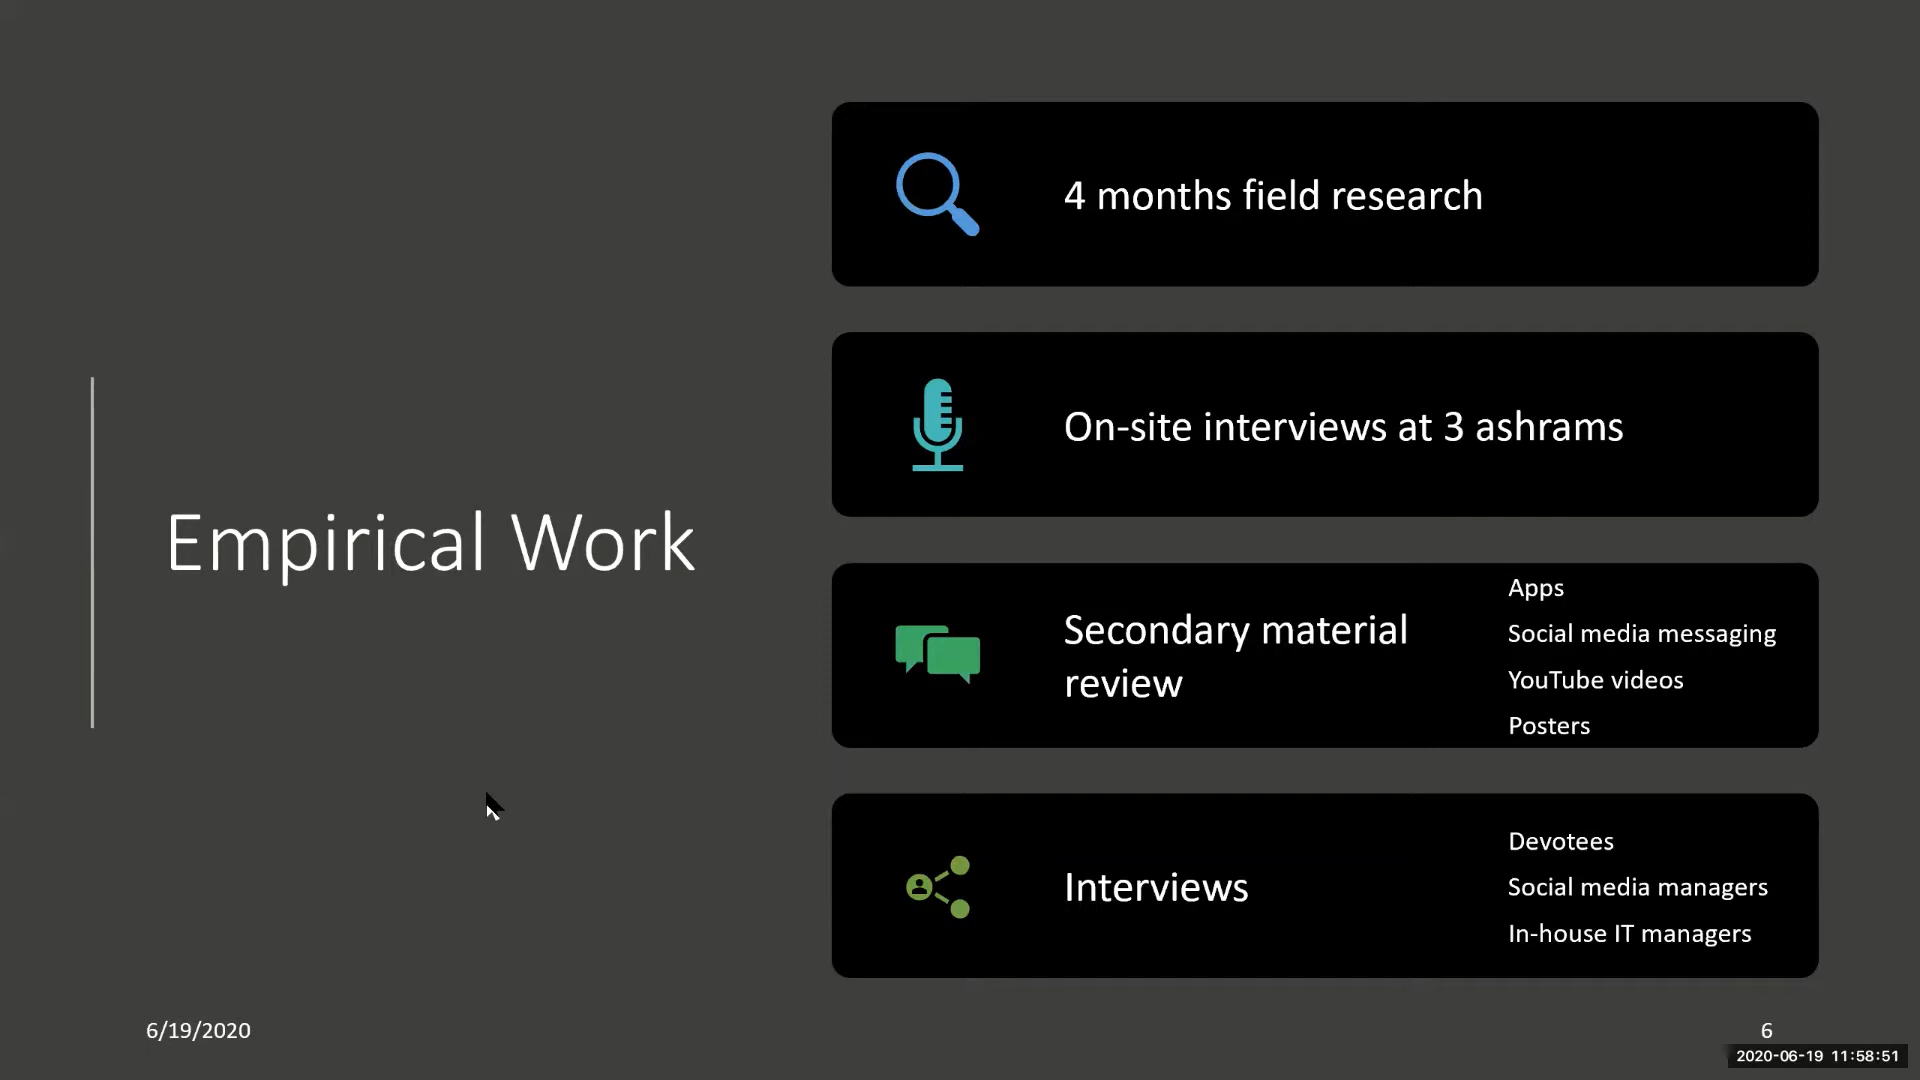 Empirical Work
4 months field research
On-site interviews at 3 ashrams
Secondary material
review
Apps
Social media messaging
YouTube videos
Posters
Interviews
Devotees
Social media managers
In-house IT managers
6/19/2020
6
2020-06-19 11:58:51